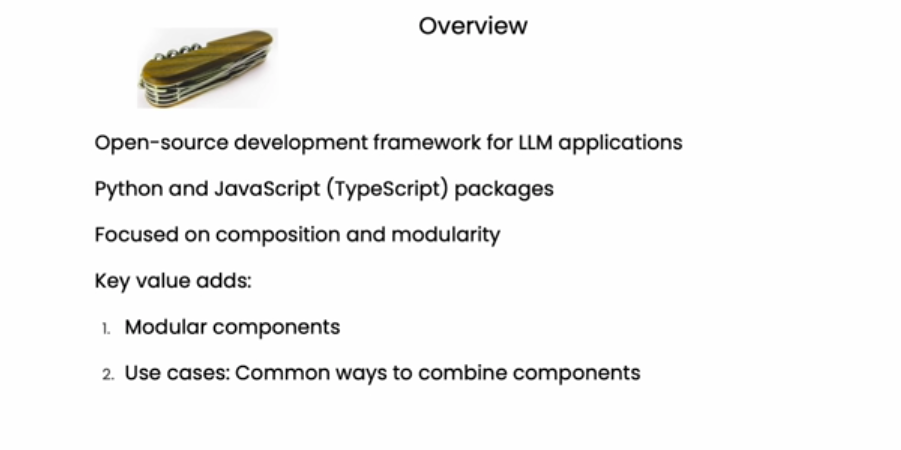 Overview
Open-source development framework for LLM applications
Python and JavaScript (TypeScript) packages
Focused on composition and modularity
Key value adds:
1. Modular components
2. Use cases: Common ways to combine components